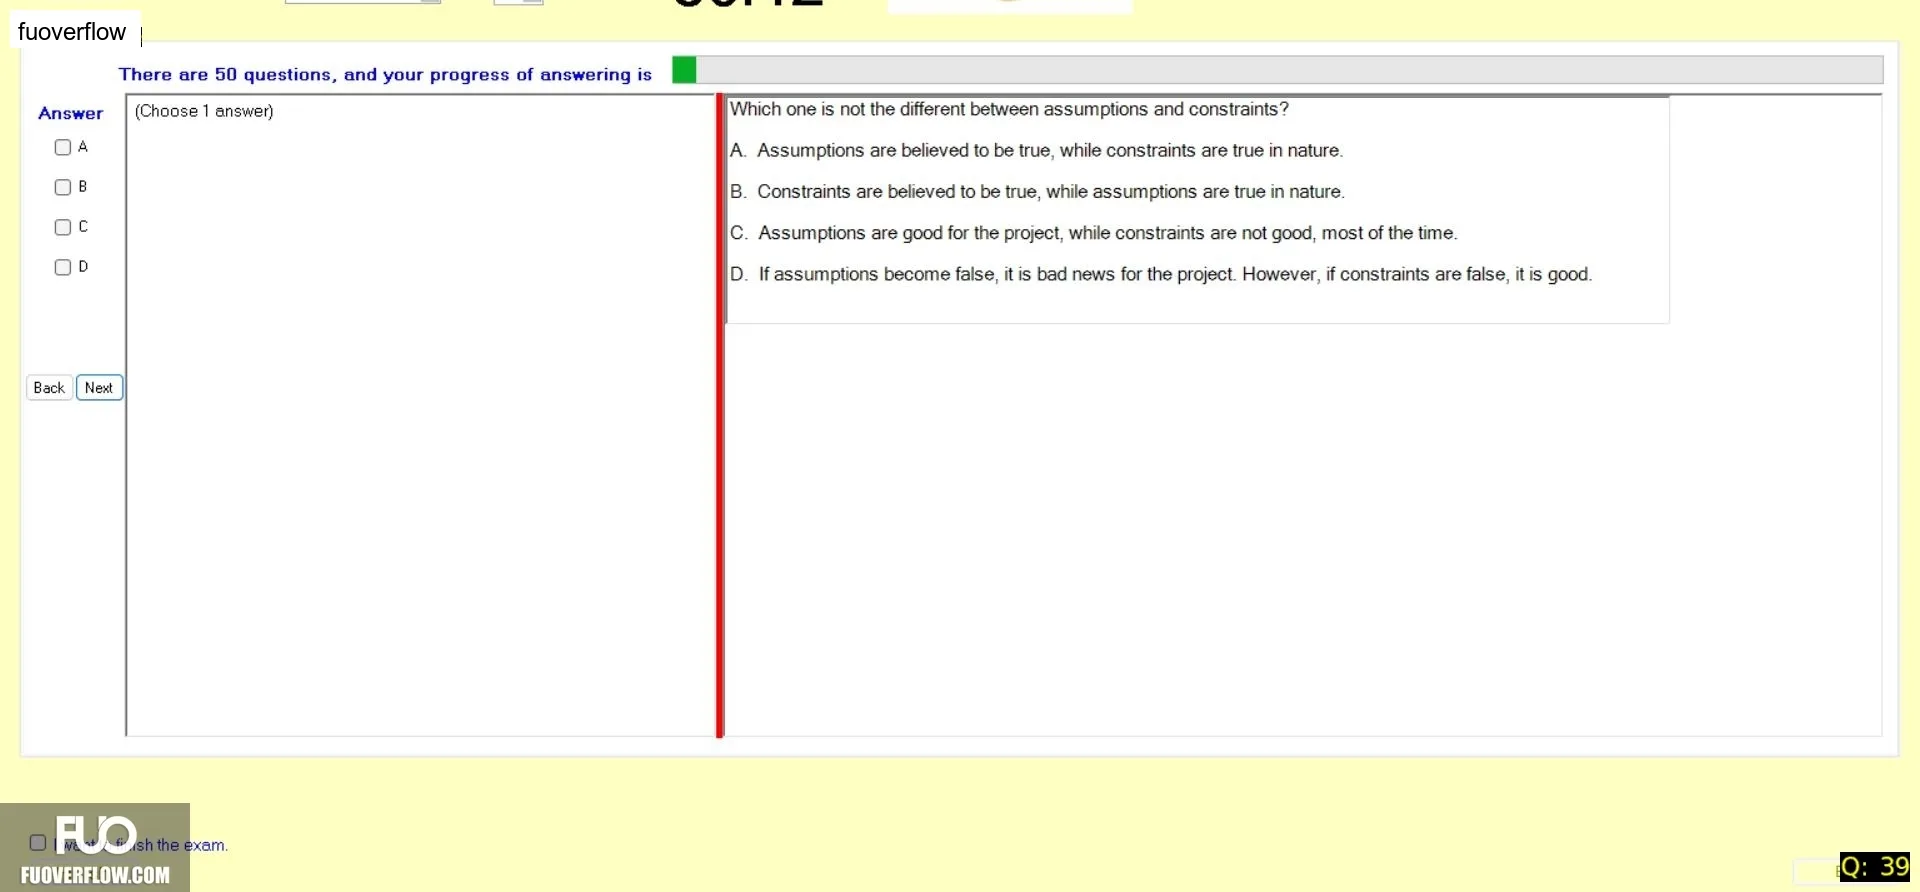 fuoverflow
There are 50 questions, and your progress of answering is
Answer
(Choose 1 answer)
A
B
C
D
Back Next
Which one is not the different between assumptions and constraints?
A. Assumptions are believed to be true, while constraints are true in nature.
B. Constraints are believed to be true, while assumptions are true in nature.
C. Assumptions are good for the project, while constraints are not good, most of the time.
D. If assumptions become false, it is bad news for the project. However, if constraints are false, it is good.
FUO
I want to finish the exam.
FUOVERFLOW.COM
Q: 39